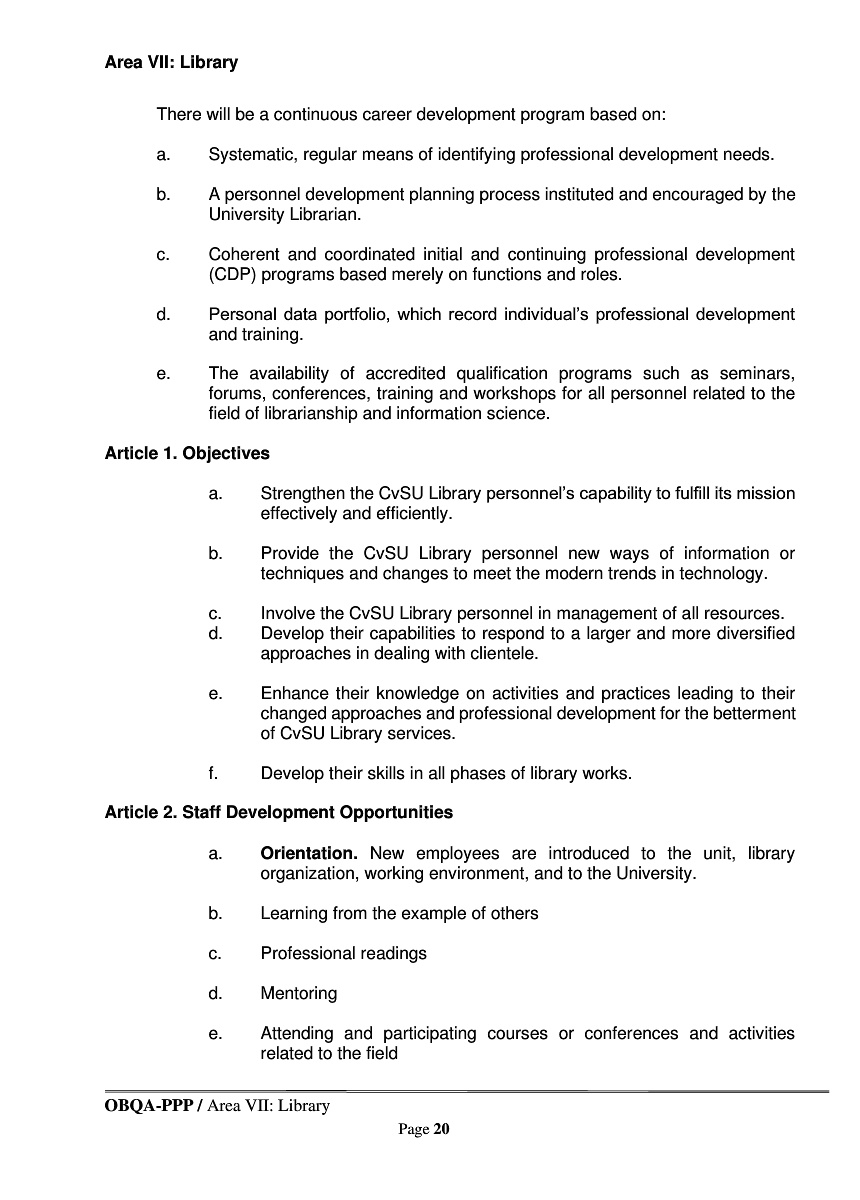 Area VII: Library
There will be a continuous career development program based on:
a. Systematic, regular means of identifying professional development needs.
b. A personnel development planning process instituted and encouraged by the
University Librarian.
c. Coherent and coordinated initial and continuing professional development
(CDP) programs based merely on functions and roles.
d. Personal data portfolio, which record individual’s professional development
and training.
e. The availability of accredited qualification programs such as seminars,
forums, conferences, training and workshops for all personnel related to the
field of librarianship and information science.
Article 1. Objectives
a. Strengthen the CvSU Library personnel’s capability to fulfill its mission
effectively and efficiently.
b. Provide the CvSU Library personnel new ways of information or
techniques and changes to meet the modern trends in technology.
c. Involve the CvSU Library personnel in management of all resources.
d. Develop their capabilities to respond to a larger and more diversified
approaches in dealing with clientele.
e. Enhance their knowledge on activities and practices leading to their
changed approaches and professional development for the betterment
of CvSU Library services.
f. Develop their skills in all phases of library works.
Article 2. Staff Development Opportunities
a. Orientation. New employees are introduced to the unit, library
organization, working environment, and to the University.
b. Learning from the example of others
c. Professional readings
d. Mentoring
e. Attending and participating courses or conferences and activities
related to the field
OBQA-PPP / Area VII: Library
Page 20